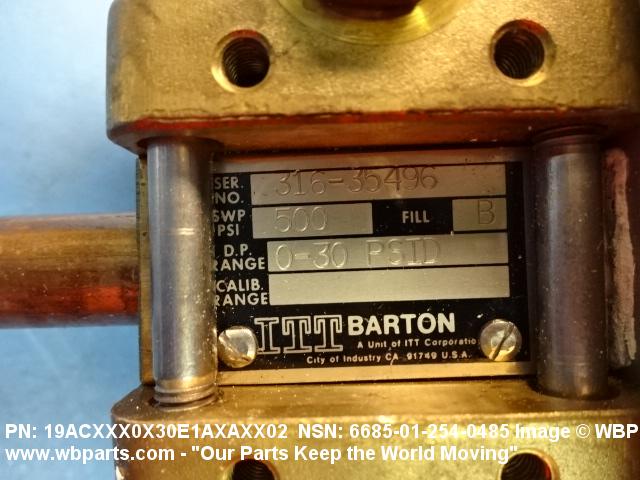 SER. NO. 316-35496
SWP PSI 500 FILL B
D.P. RANGE 0-30 PSID
CALIB. RANGE
ITT BARTON
A Unit of ITT Corporatio
City of Industry CA 91749 U.S.A.
PN: 19ACXXX0X30E1AXAXX02 NSN: 6685-01-254-0485 Image © WBP
www.wbparts.com - "Our Parts Keep the World Moving"